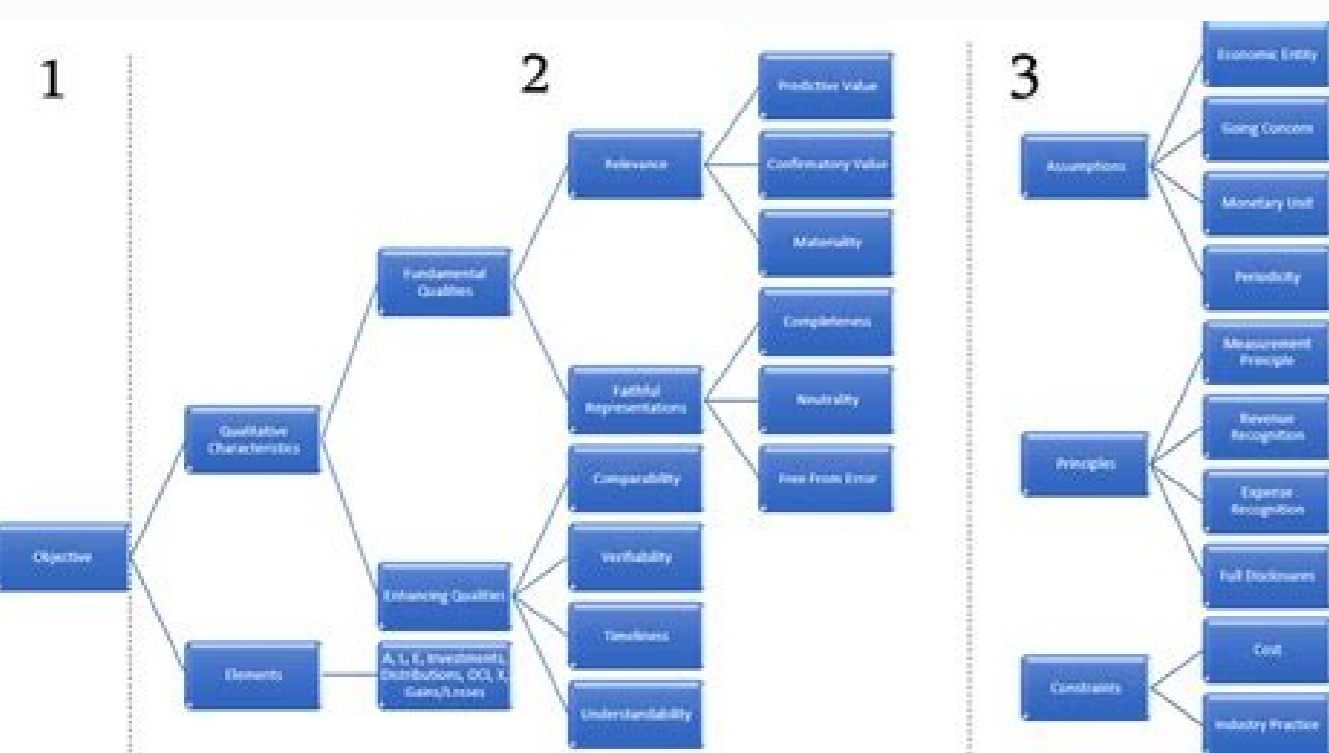 1
2
3
Objective
Qualitative
Characteristics
Elements
Fundamental
Qualities
Enhancing Qualities
A, L, E, Investments,
Distributions, OCI, X,
Gains/Losses
Relevance
Faithful
Representations
Comparability
Verifiability
Timeliness
Understandability
Predictive Value
Confirmatory Value
Materiality
Completeness
Neutrality
Free From Error
Assumptions
Economic Entity
Going Concern
Monetary Unit
Periodicity
Principles
Measurement
Principle
Revenue
Recognition
Expense
Recognition
Full Disclosures
Constraints
Cost
Industry Practice